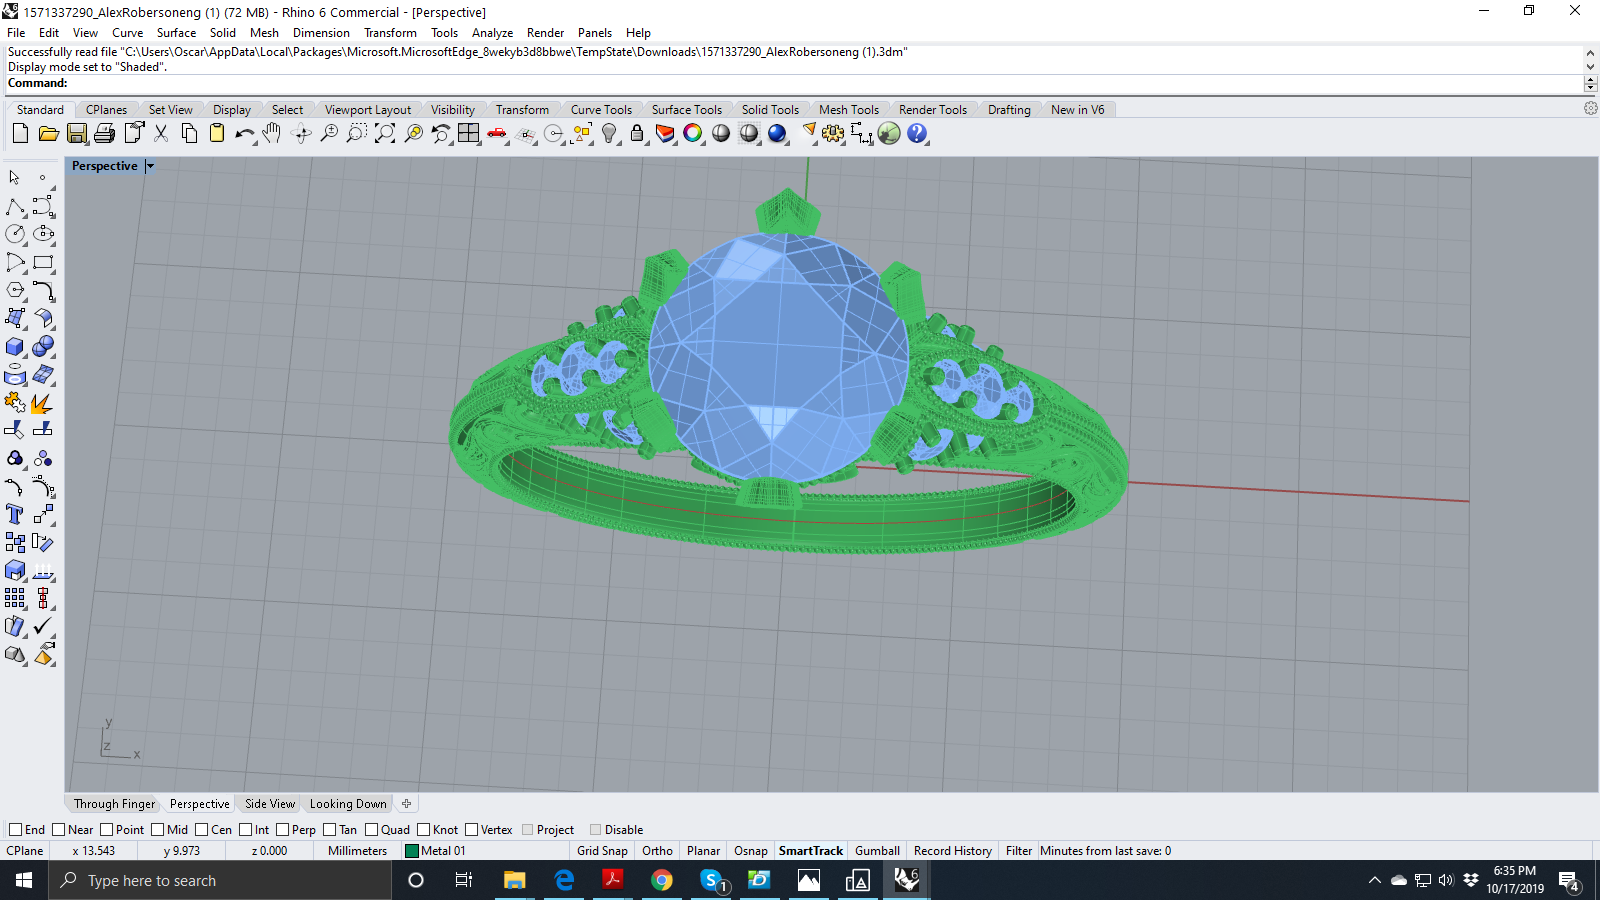 1571337290_AlexRobersoneng (1) (72 MB) - Rhino 6 Commercial - [Perspective]
File Edit View Curve Surface Solid Mesh Dimension Transform Tools Analyze Render Panels Help
Successfully read file "C:\Users\Oscar\AppData\Local\Packages\Microsoft.MicrosoftEdge_8wekyb3d8bbwe\TempState\Downloads\1571337290_AlexRobersoneng (1).3dm"
Display mode set to "Shaded".
Command:
Standard CPlanes Set View Display Select Viewport Layout Visibility Transform Curve Tools Surface Tools Solid Tools Mesh Tools Render Tools Drafting New in V6
Perspective
y
z x
Through Finger Perspective Side View Looking Down
End Near Point Mid Cen Int Perp Tan Quad Knot Vertex Project Disable
CPlane x 13.543 y 9.973 z 0.000 Millimeters Metal 01 Grid Snap Ortho Planar Osnap SmartTrack Gumball Record History Filter Minutes from last save: 0
Type here to search
1
6
6:35 PM
10/17/2019
4